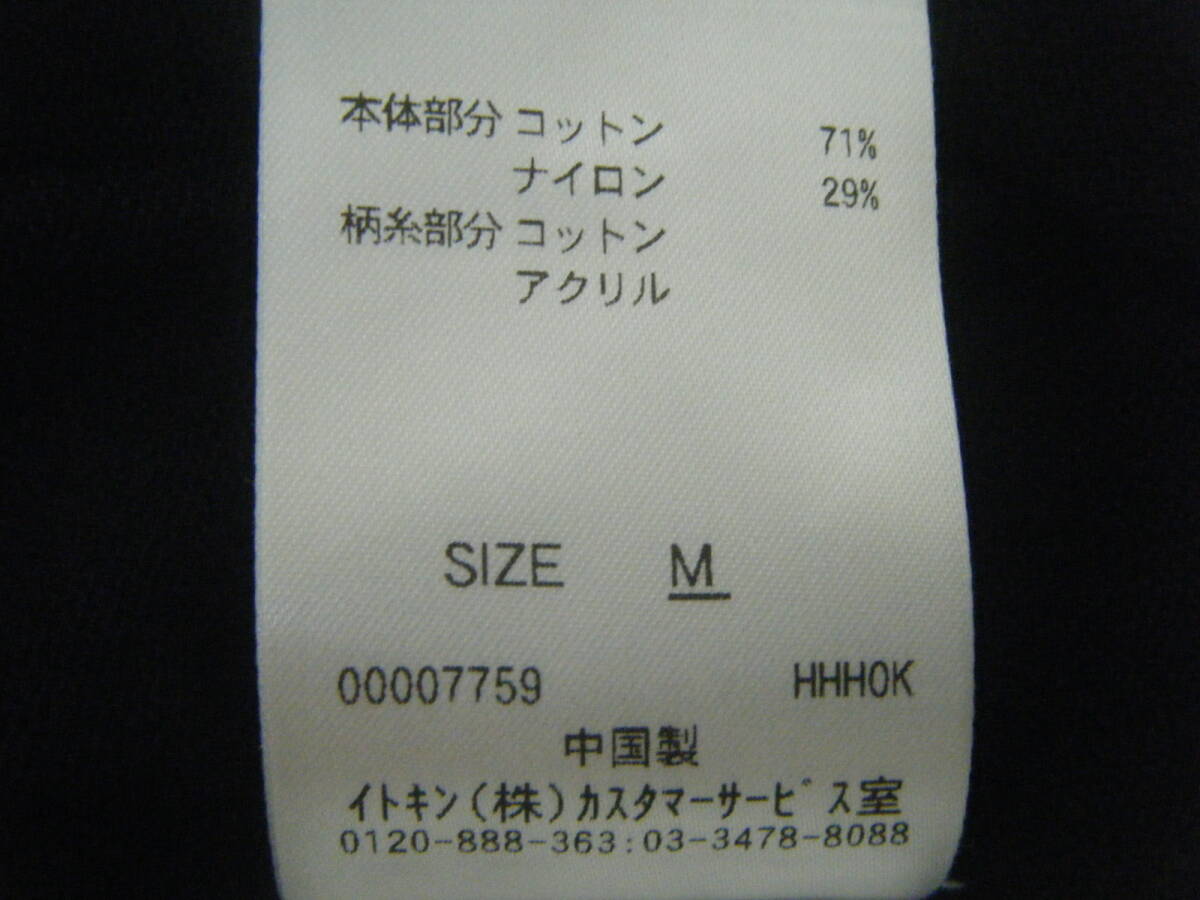 本体部分 コットン 71%
ナイロン 29%
柄糸部分 コットン
アクリル
SIZE M
00007759 HHH0K
中国製
イトキン(株)カスタマーサービス室
0120-888-363:03-3478-8088